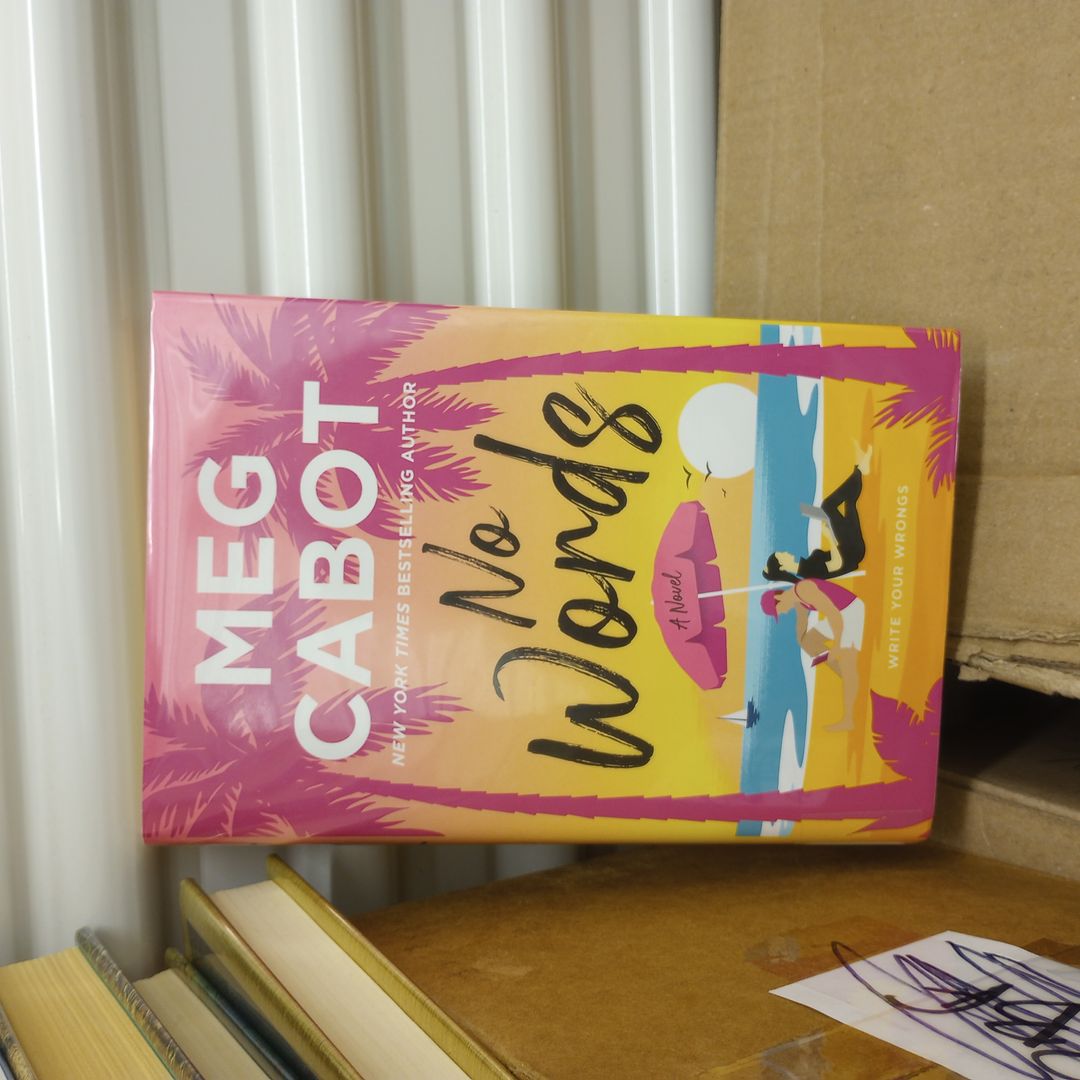 MEG
CABOT
NEW YORK TIMES BESTSELLING AUTHOR
No
Words
A Novel
WRITE YOUR WRONGS